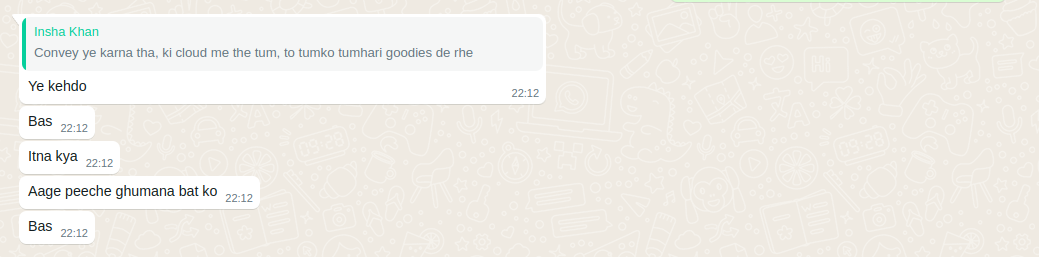 Insha Khan
Convey ye karna tha, ki cloud me the tum, to tumko tumhari goodies de rhe
Ye kehdo
22:12
Bas 22:12
Itna kya 22:12
Aage peeche ghumana bat ko 22:12
Bas 22:12